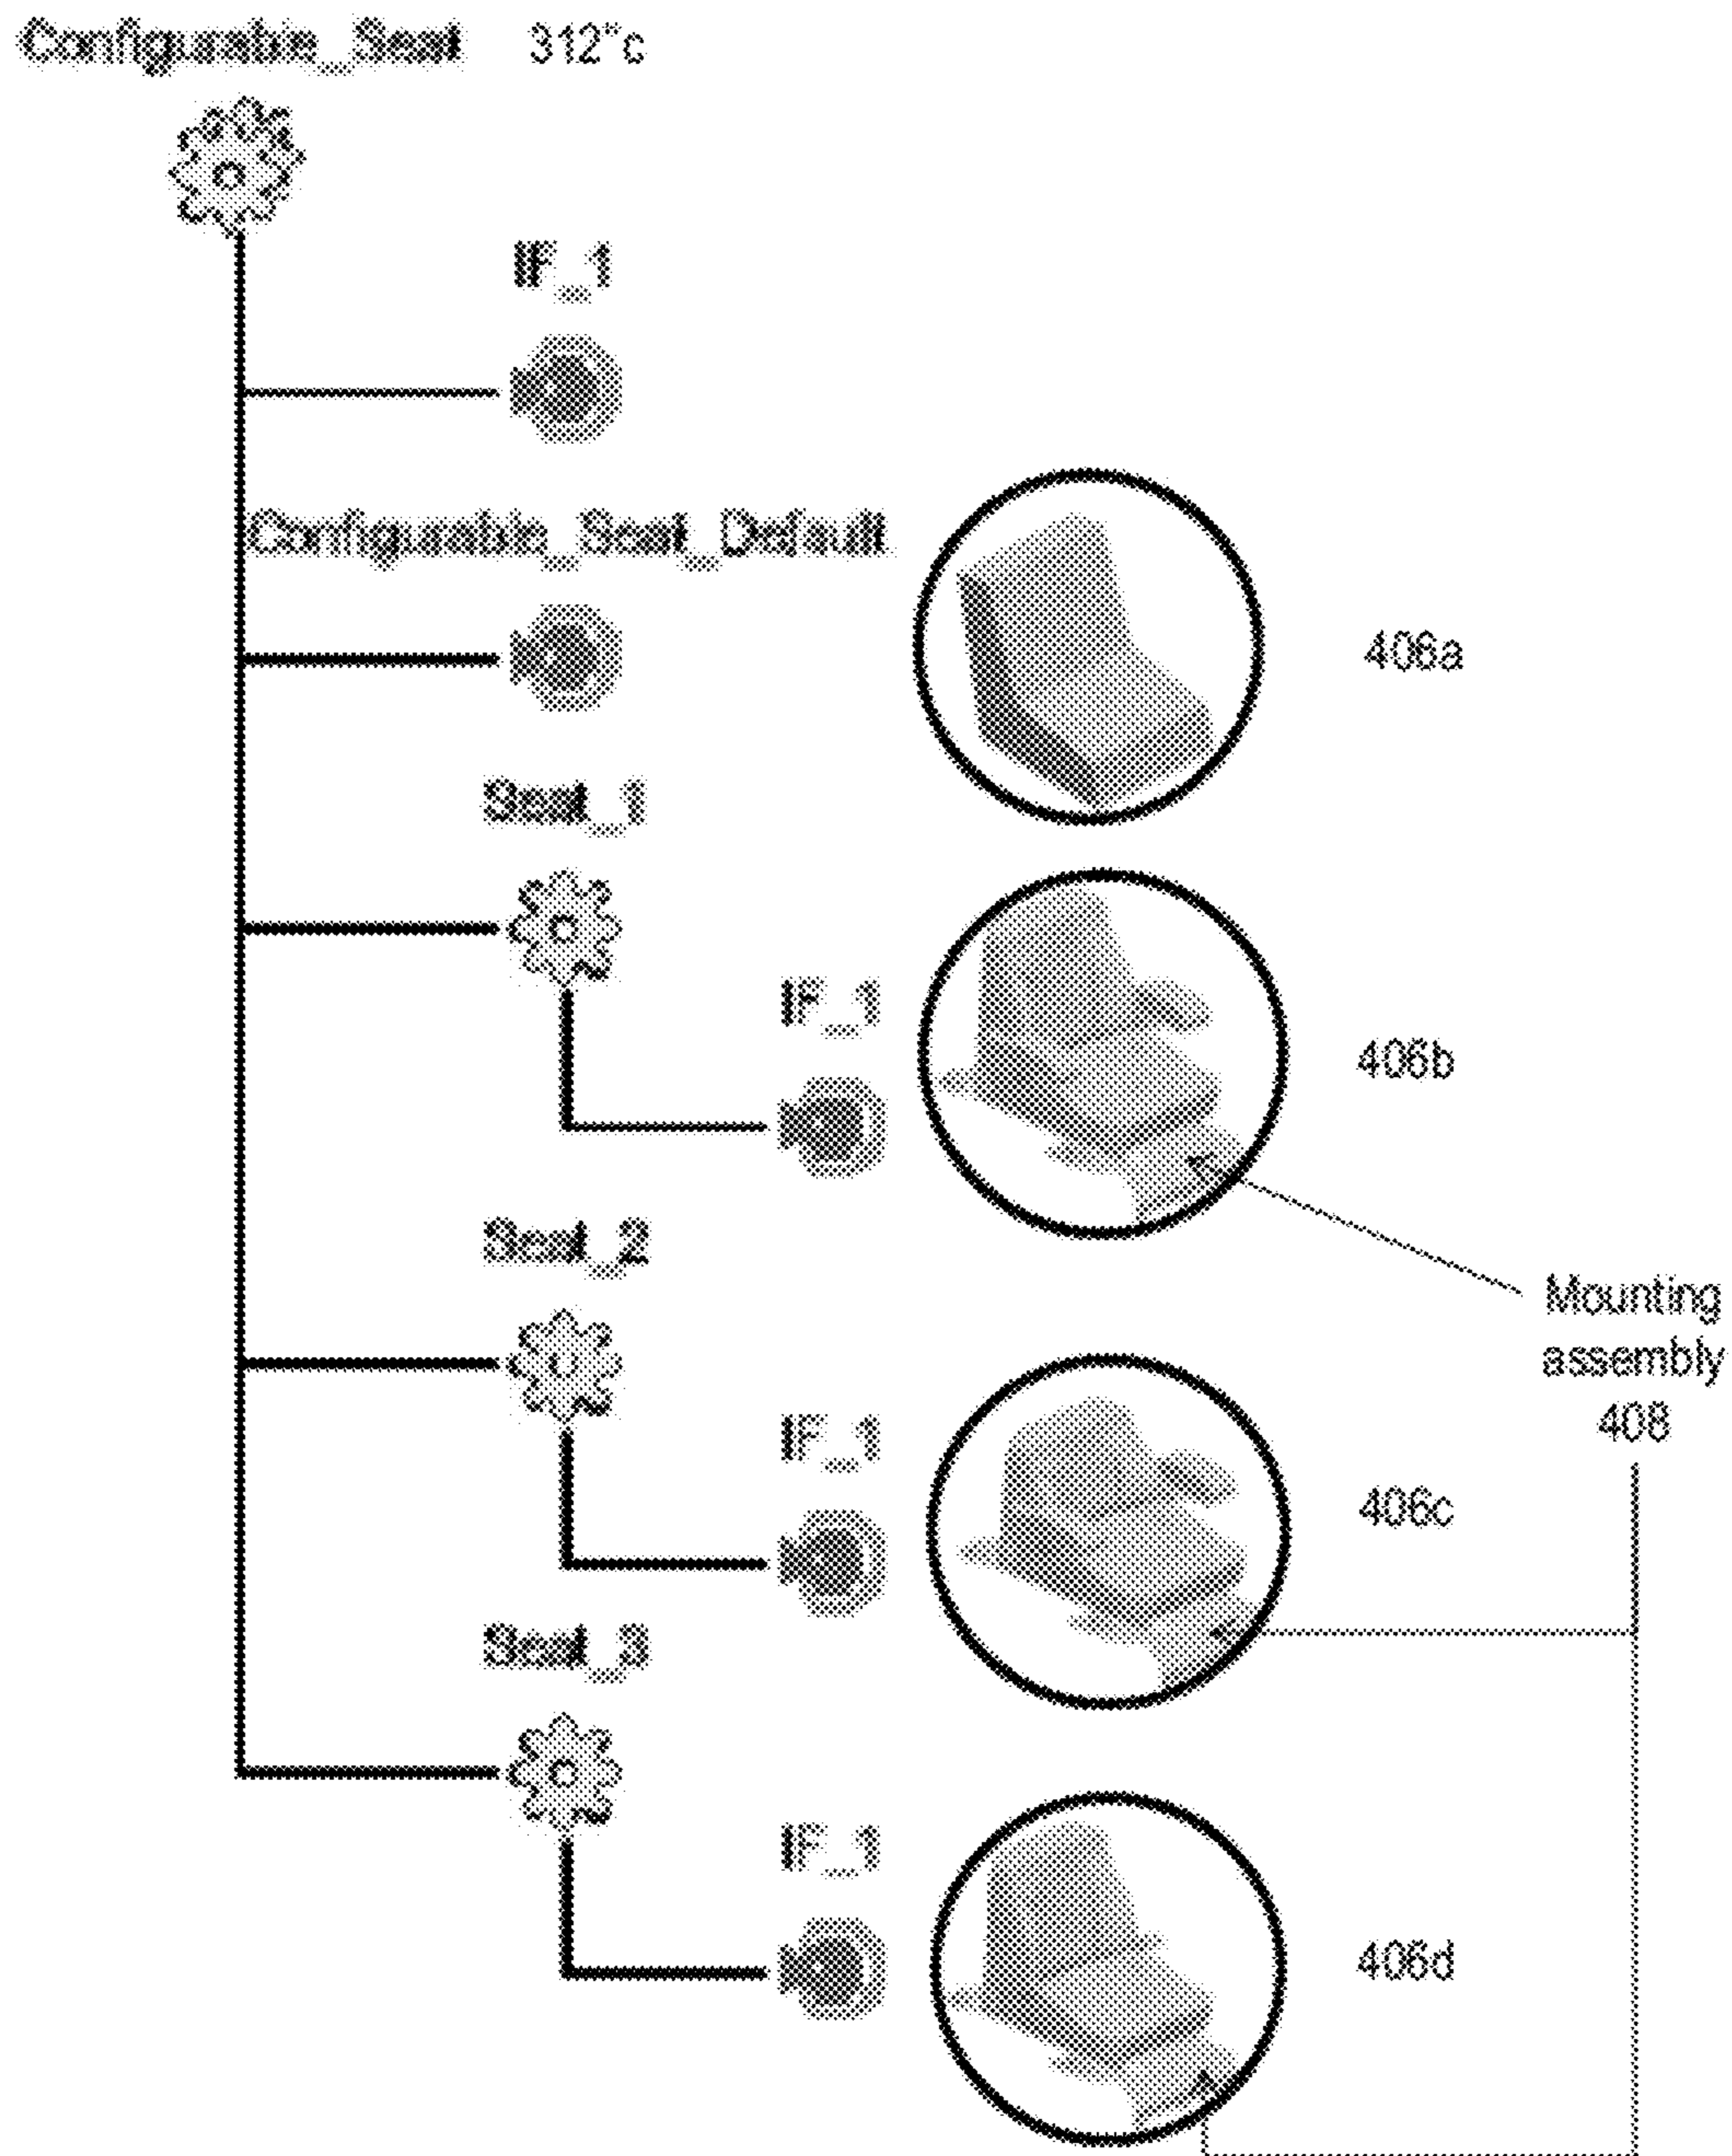 Configurable_Seat 312"c
IF_1
Configurable_Seat_Default
406a
Seat_1
IF_1
406b
Seat_2
Mounting
assembly
408
IF_1
406c
Seat_3
IF_1
406d